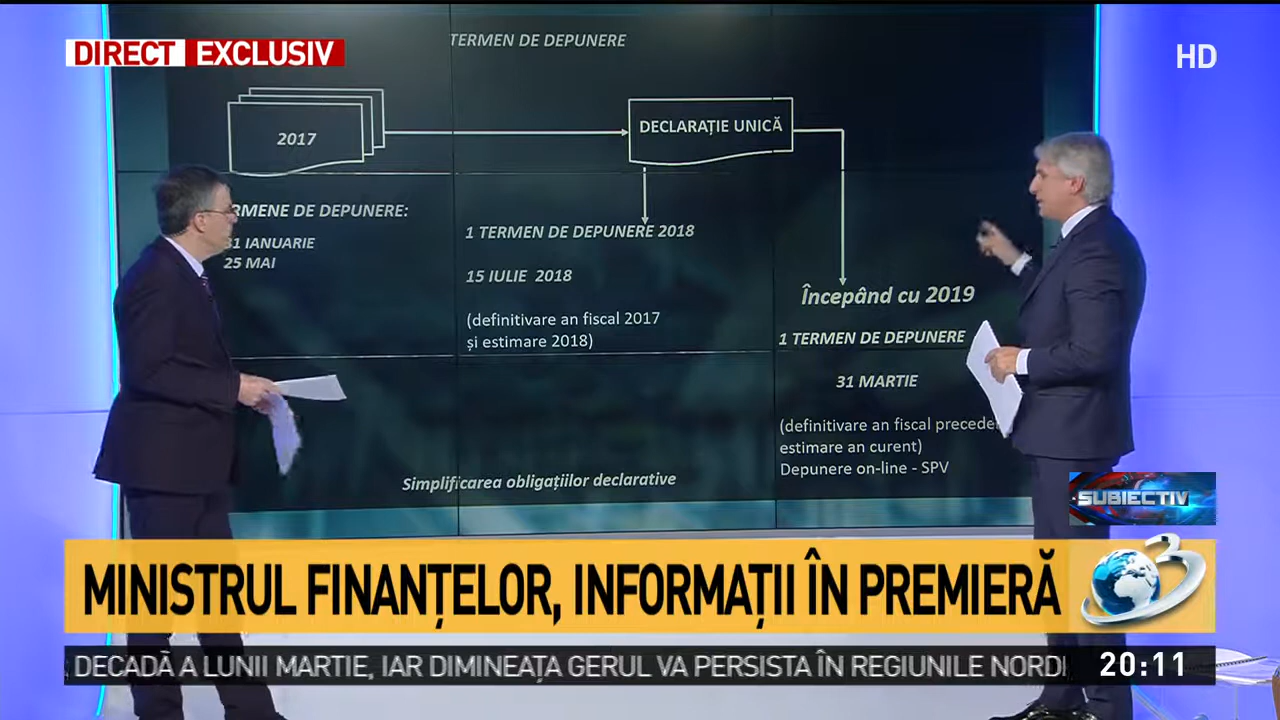 DIRECT EXCLUSIV
HD
TERMEN DE DEPUNERE
2017
DECLARAȚIE UNICĂ
RMENE DE DEPUNERE:
31 IANUARIE
25 MAI
1 TERMEN DE DEPUNERE 2018
15 IULIE 2018
(definitivare an fiscal 2017
și estimare 2018)
Începând cu 2019
1 TERMEN DE DEPUNERE
31 MARTIE
(definitivare an fiscal precede
estimare an curent)
Depunere on-line - SPV
Simplificarea obligațiilor declarative
SUBIECTIV
MINISTRUL FINANȚELOR, INFORMAȚII ÎN PREMIERĂ
3
DECADĂ A LUNII MARTIE, IAR DIMINEAȚA GERUL VA PERSISTA ÎN REGIUNILE NORDI
20:11